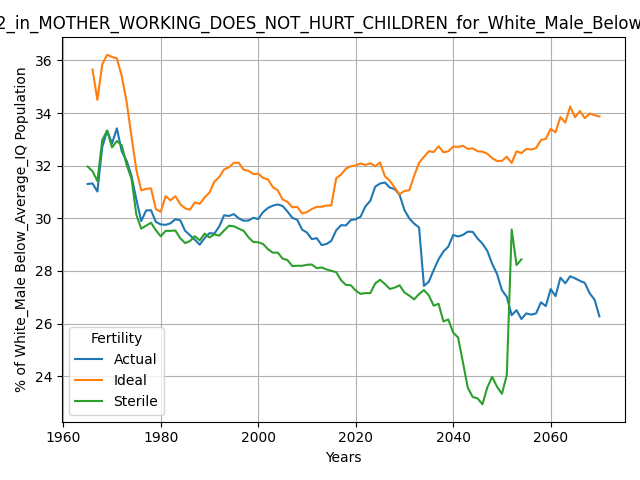 2_in_MOTHER_WORKING_DOES_NOT_HURT_CHILDREN_for_White_Male_Below
% of White_Male Below_Average_IQ Population
36
34
32
30
28
26
24
Fertility
Actual
Ideal
Sterile
1960 1980 2000 2020 2040 2060
Years